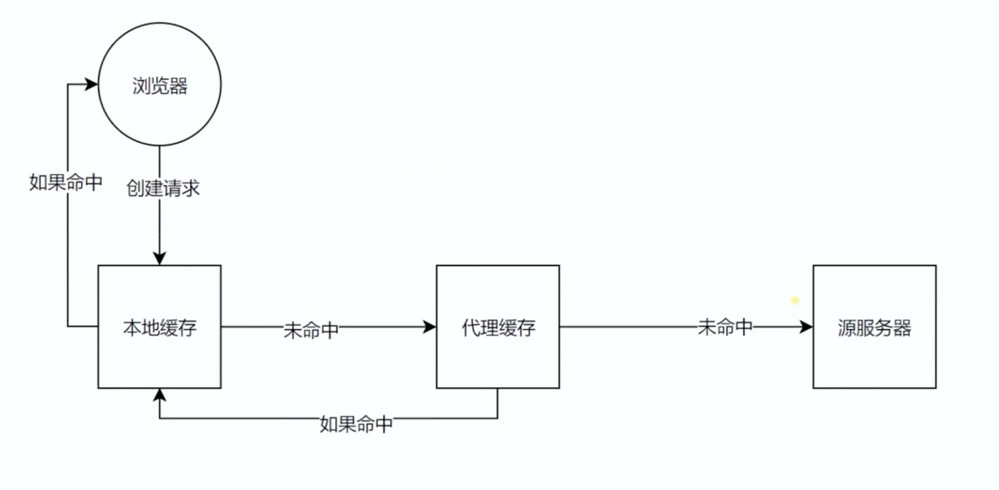 浏览器
如果命中
创建请求
本地缓存
未命中
代理缓存
未命中
源服务器
如果命中